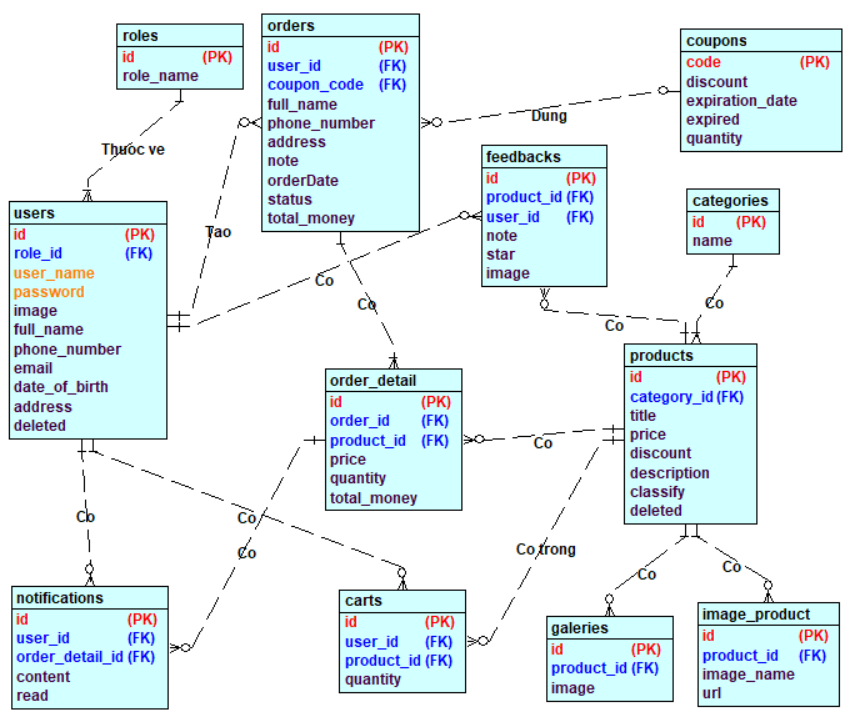 roles
id (PK)
role_name
orders
id (PK)
user_id (FK)
coupon_code (FK)
full_name
phone_number
address
note
orderDate
status
total_money
coupons
code (PK)
discount
expiration_date
expired
quantity
Dung
Thuoc ve
Tao
feedbacks
id (PK)
product_id (FK)
user_id (FK)
note
star
image
categories
id (PK)
name
users
id (PK)
role_id (FK)
user_name
password
image
full_name
phone_number
email
date_of_birth
address
deleted
Co
Co
Co
Co
order_detail
id (PK)
order_id (FK)
product_id (FK)
price
quantity
total_money
products
id (PK)
category_id (FK)
title
price
discount
description
classify
deleted
Co
Co
Co
Co
Co trong
Co
Co
notifications
id (PK)
user_id (FK)
order_detail_id (FK)
content
read
carts
id (PK)
user_id (FK)
product_id (FK)
quantity
galeries
id (PK)
product_id (FK)
image
image_product
id (PK)
product_id (FK)
image_name
url